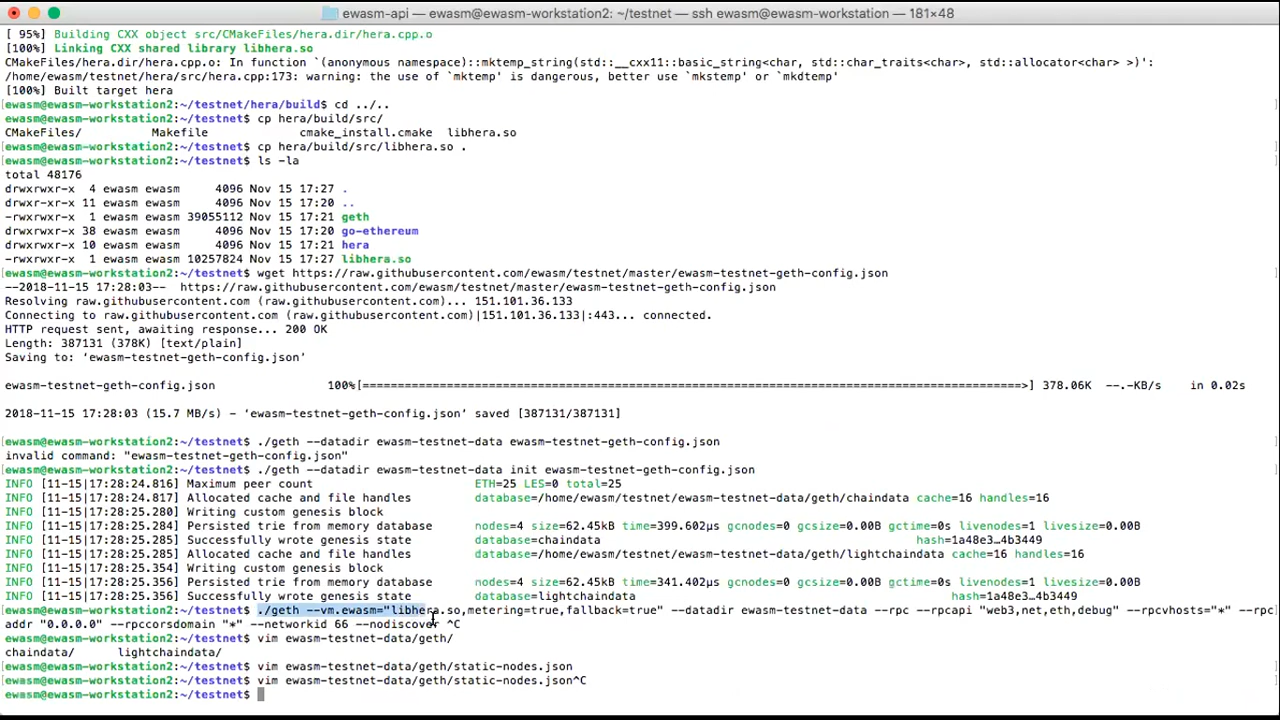 ewasm-api — ewasm@ewasm-workstation2: ~/testnet — ssh ewasm@ewasm-workstation — 181×48
[ 95%] Building CXX object src/CMakeFiles/hera.dir/hera.cpp.o
[100%] Linking CXX shared library libhera.so
CMakeFiles/hera.dir/hera.cpp.o: In function `(anonymous namespace)::mktemp_string(std::__cxx11::basic_string<char, std::char_traits<char>, std::allocator<char> >)':
/home/ewasm/testnet/hera/src/hera.cpp:173: warning: the use of `mktemp' is dangerous, better use `mkstemp' or `mkdtemp'
[100%] Built target hera
[ewasm@ewasm-workstation2:~/testnet/hera/build$ cd ../..
[ewasm@ewasm-workstation2:~/testnet$ cp hera/build/src/
CMakeFiles/ Makefile cmake_install.cmake libhera.so
[ewasm@ewasm-workstation2:~/testnet$ cp hera/build/src/libhera.so .
[ewasm@ewasm-workstation2:~/testnet$ ls -la
total 48176
drwxrwxr-x 4 ewasm ewasm 4096 Nov 15 17:27 .
drwxrwxr-x 11 ewasm ewasm 4096 Nov 15 17:20 ..
-rwxrwxr-x 1 ewasm ewasm 39055112 Nov 15 17:21 geth
drwxrwxr-x 38 ewasm ewasm 4096 Nov 15 17:20 go-ethereum
drwxrwxr-x 10 ewasm ewasm 4096 Nov 15 17:21 hera
-rwxrwxr-x 1 ewasm ewasm 10257824 Nov 15 17:27 libhera.so
[ewasm@ewasm-workstation2:~/testnet$ wget https://raw.githubusercontent.com/ewasm/testnet/master/ewasm-testnet-geth-config.json
--2018-11-15 17:28:03-- https://raw.githubusercontent.com/ewasm/testnet/master/ewasm-testnet-geth-config.json
Resolving raw.githubusercontent.com (raw.githubusercontent.com)... 151.101.36.133
Connecting to raw.githubusercontent.com (raw.githubusercontent.com)|151.101.36.133|:443... connected.
HTTP request sent, awaiting response... 200 OK
Length: 387131 (378K) [text/plain]
Saving to: ‘ewasm-testnet-geth-config.json’
ewasm-testnet-geth-config.json 100%[===============================================================================================>] 378.06K --.-KB/s in 0.02s
2018-11-15 17:28:03 (15.7 MB/s) - ‘ewasm-testnet-geth-config.json’ saved [387131/387131]
[ewasm@ewasm-workstation2:~/testnet$ ./geth --datadir ewasm-testnet-data ewasm-testnet-geth-config.json
invalid command: "ewasm-testnet-geth-config.json"
[ewasm@ewasm-workstation2:~/testnet$ ./geth --datadir ewasm-testnet-data init ewasm-testnet-geth-config.json
INFO [11-15|17:28:24.816] Maximum peer count ETH=25 LES=0 total=25
INFO [11-15|17:28:24.817] Allocated cache and file handles database=/home/ewasm/testnet/ewasm-testnet-data/geth/chaindata cache=16 handles=16
INFO [11-15|17:28:25.280] Writing custom genesis block
INFO [11-15|17:28:25.284] Persisted trie from memory database nodes=4 size=62.45kB time=399.602µs gcnodes=0 gcsize=0.00B gctime=0s livenodes=1 livesize=0.00B
INFO [11-15|17:28:25.285] Successfully wrote genesis state database=chaindata hash=1a48e3…4b3449
INFO [11-15|17:28:25.285] Allocated cache and file handles database=/home/ewasm/testnet/ewasm-testnet-data/geth/lightchaindata cache=16 handles=16
INFO [11-15|17:28:25.354] Writing custom genesis block
INFO [11-15|17:28:25.356] Persisted trie from memory database nodes=4 size=62.45kB time=341.402µs gcnodes=0 gcsize=0.00B gctime=0s livenodes=1 livesize=0.00B
INFO [11-15|17:28:25.356] Successfully wrote genesis state database=lightchaindata hash=1a48e3…4b3449
[ewasm@ewasm-workstation2:~/testnet$ ./geth --vm.ewasm="libhera.so,metering=true,fallback=true" --datadir ewasm-testnet-data --rpc --rpcapi "web3,net,eth,debug" --rpcvhosts="*" --rpc
addr "0.0.0.0" --rpccorsdomain "*" --networkid 66 --nodiscover ^C
[ewasm@ewasm-workstation2:~/testnet$ vim ewasm-testnet-data/geth/
chaindata/ lightchaindata/
[ewasm@ewasm-workstation2:~/testnet$ vim ewasm-testnet-data/geth/static-nodes.json
[ewasm@ewasm-workstation2:~/testnet$ vim ewasm-testnet-data/geth/static-nodes.json^C
[ewasm@ewasm-workstation2:~/testnet$